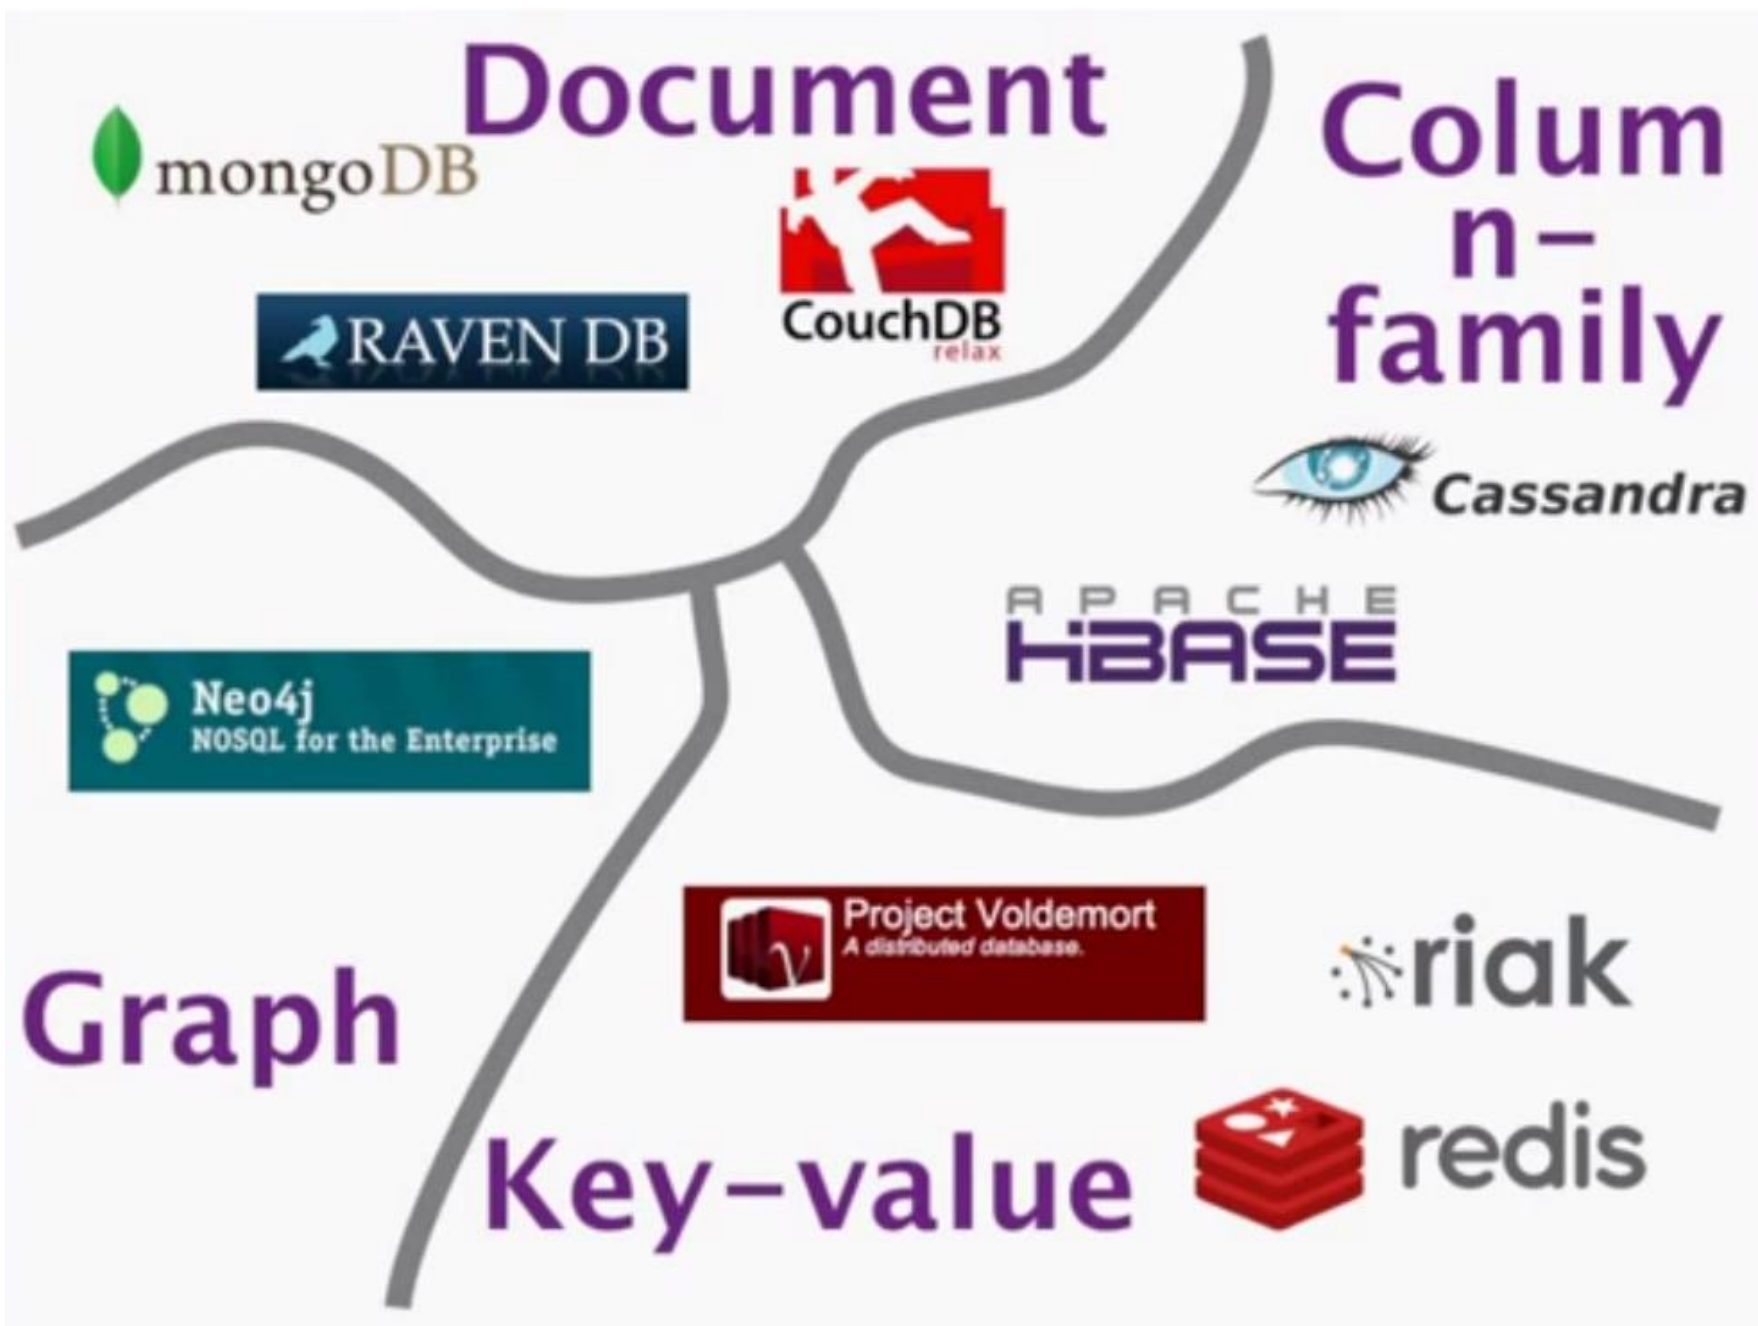 Document
mongoDB
RAVEN DB
CouchDB
relax
Colum
n-
family
Cassandra
APACHE
HBASE
Neo4j
NOSQL for the Enterprise
Graph
Project Voldemort
A distributed database.
riak
redis
Key-value